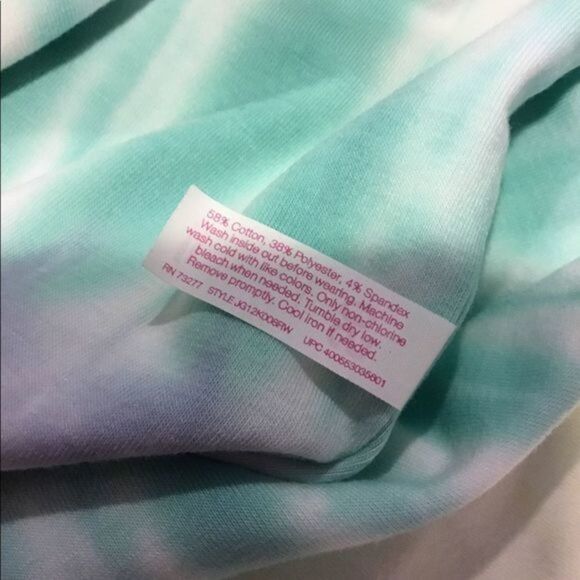 58% Cotton, 38% Polyester, 4% Spandex
Wash inside out before wearing. Machine
wash cold with like colors. Only non-chlorine
bleach when needed. Tumble dry low.
Remove promptly. Cool iron if needed.
RN 73277 STYLE JG12K008RW UPC 400553035801